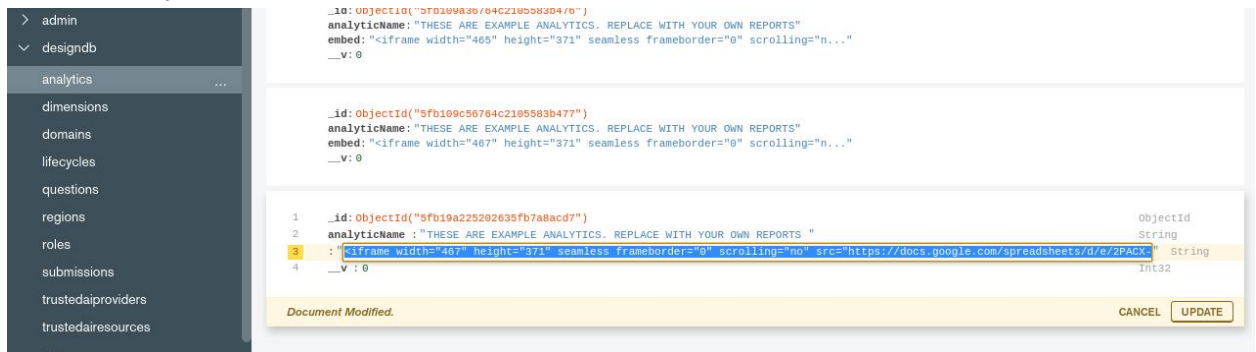 admin
designdb
analytics ...
dimensions
domains
lifecycles
questions
regions
roles
submissions
trustedaiproviders
trustedairesources
_id:ObjectId("5fb109a36764c2105583b476")
analyticName:"THESE ARE EXAMPLE ANALYTICS. REPLACE WITH YOUR OWN REPORTS"
embed:"<iframe width="465" height="371" seamless frameborder="0" scrolling="n..."
__v:0
_id:ObjectId("5fb109c56764c2105583b477")
analyticName:"THESE ARE EXAMPLE ANALYTICS. REPLACE WITH YOUR OWN REPORTS"
embed:"<iframe width="467" height="371" seamless frameborder="0" scrolling="n..."
__v:0
1 _id:ObjectId("5fb19a225202635fb7a8acd7") ObjectId
2 analyticName :"THESE ARE EXAMPLE ANALYTICS. REPLACE WITH YOUR OWN REPORTS " String
3 :"<iframe width="467" height="371" seamless frameborder="0" scrolling="no" src="https://docs.google.com/spreadsheets/d/e/2PACX-" String
4 __v :0 Int32
Document Modified. CANCEL UPDATE